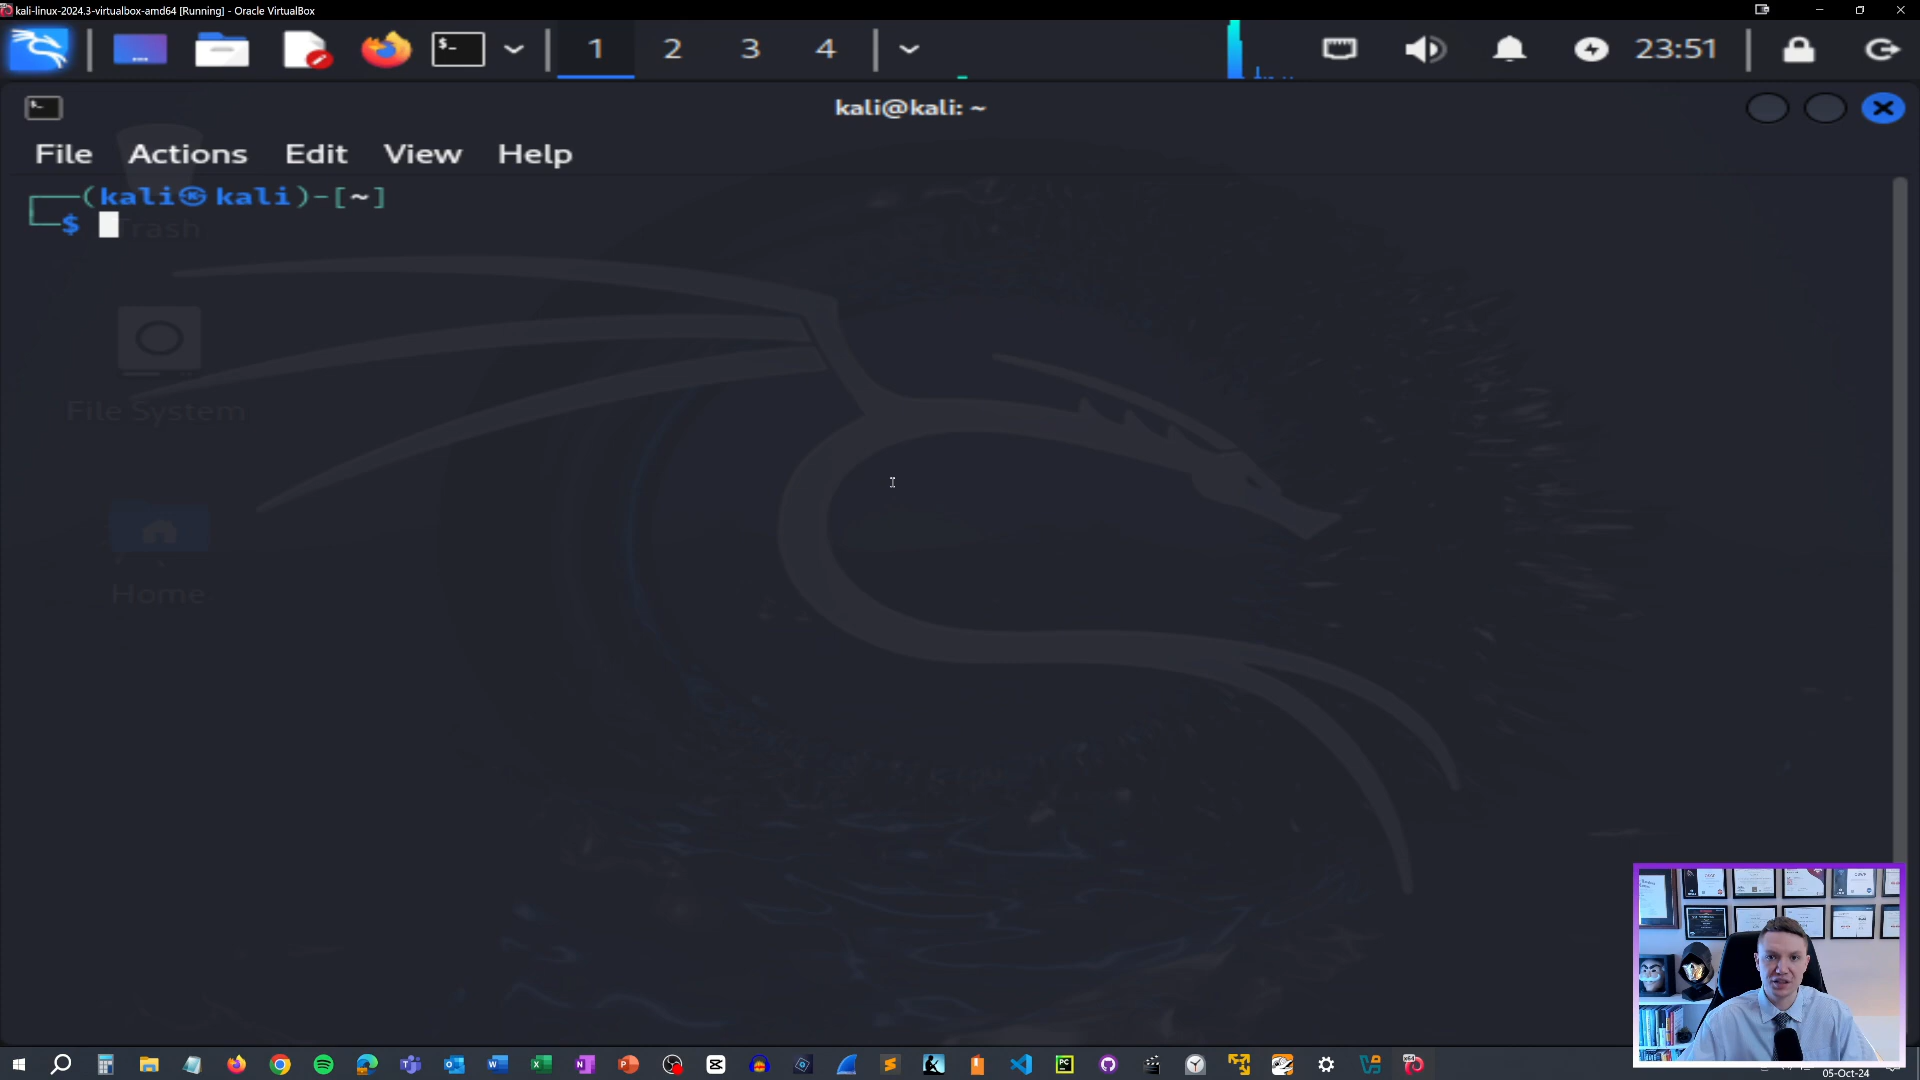 kali-linux-2024.3-virtualbox-amd64 [Running] - Oracle VirtualBox
1 2 3 4 23:51
kali@kali: ~
File Actions Edit View Help
(kali㉿kali)-[~]
$
Trash
File System
Home
05-Oct-24